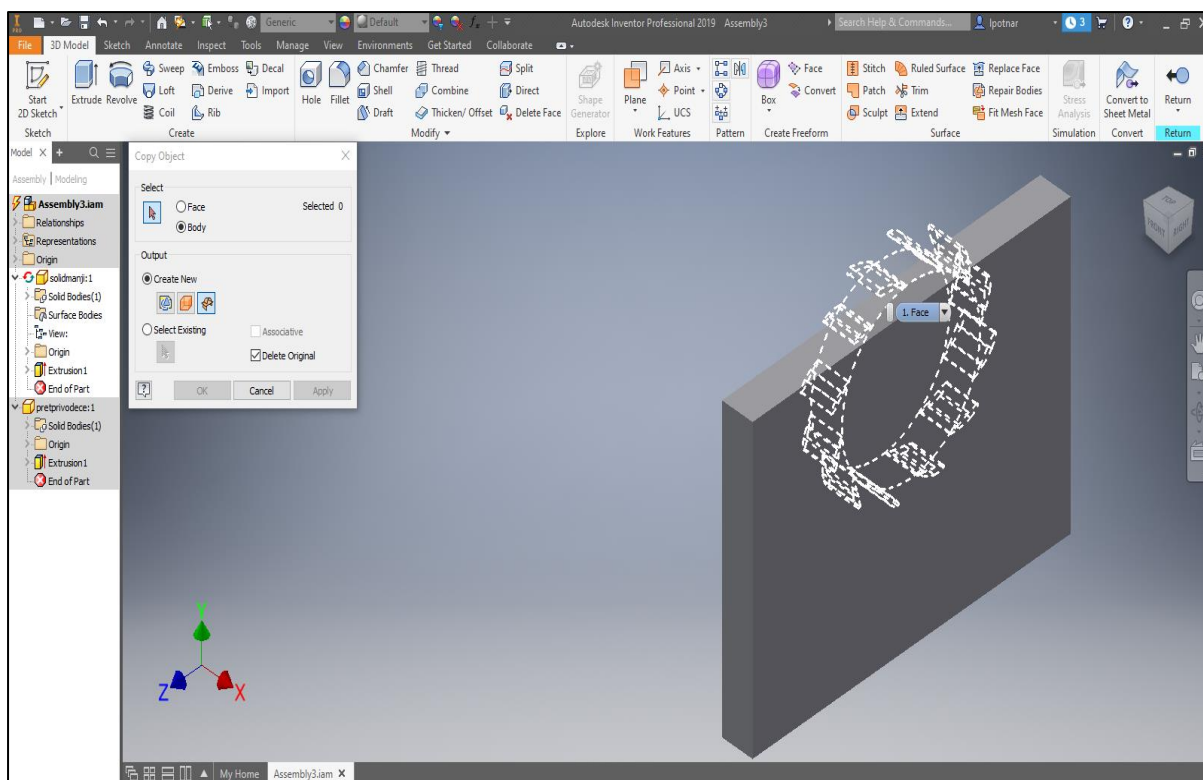 Generic
Default
Autodesk Inventor Professional 2019 Assembly3
Search Help & Commands...
lpotnar
3
File 3D Model Sketch Annotate Inspect Tools Manage View Environments Get Started Collaborate
Start
2D Sketch
Extrude Revolve
Sweep Emboss Decal
Loft Derive Import
Coil Rib
Hole Fillet
Chamfer Thread Split
Shell Combine Direct
Draft Thicken/ Offset Delete Face
Shape
Generator
Plane
Axis
Point
UCS
Box
Face
Convert
Stitch Ruled Surface Replace Face
Patch Trim Repair Bodies
Sculpt Extend Fit Mesh Face
Stress
Analysis
Convert to
Sheet Metal
Return
Sketch Create Modify Explore Work Features Pattern Create Freeform Surface Simulation Convert Return
Model X +
Assembly | Modeling
Assembly3.iam
Relationships
Representations
Origin
solidmanji:1
Solid Bodies(1)
Surface Bodies
View:
Origin
Extrusion1
End of Part
pretprivodece:1
Solid Bodies(1)
Origin
Extrusion1
End of Part
Copy Object X
Select
Face Selected 0
Body
Output
Create New
Select Existing Associative
Delete Original
OK Cancel Apply
1. Face
TOP
FRONT RIGHT
Y
Z X
My Home Assembly3.iam X